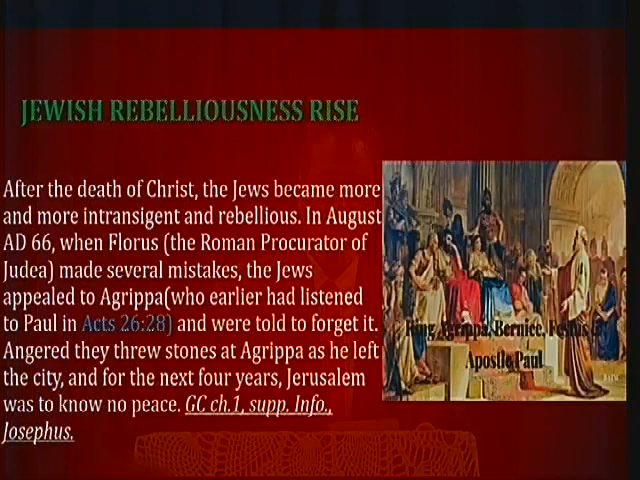 JEWISH REBELLIOUSNESS RISE
After the death of Christ, the Jews became more
and more intransigent and rebellious. In August
AD 66, when Florus (the Roman Procurator of
Judea) made several mistakes, the Jews
appealed to Agrippa(who earlier had listened
to Paul in Acts 26:28) and were told to forget it.
Angered they threw stones at Agrippa as he left
the city, and for the next four years, Jerusalem
was to know no peace. GC ch.1, supp. Info.,
Josephus.
King Agrippa, Bernice, Festus &
Apostle Paul